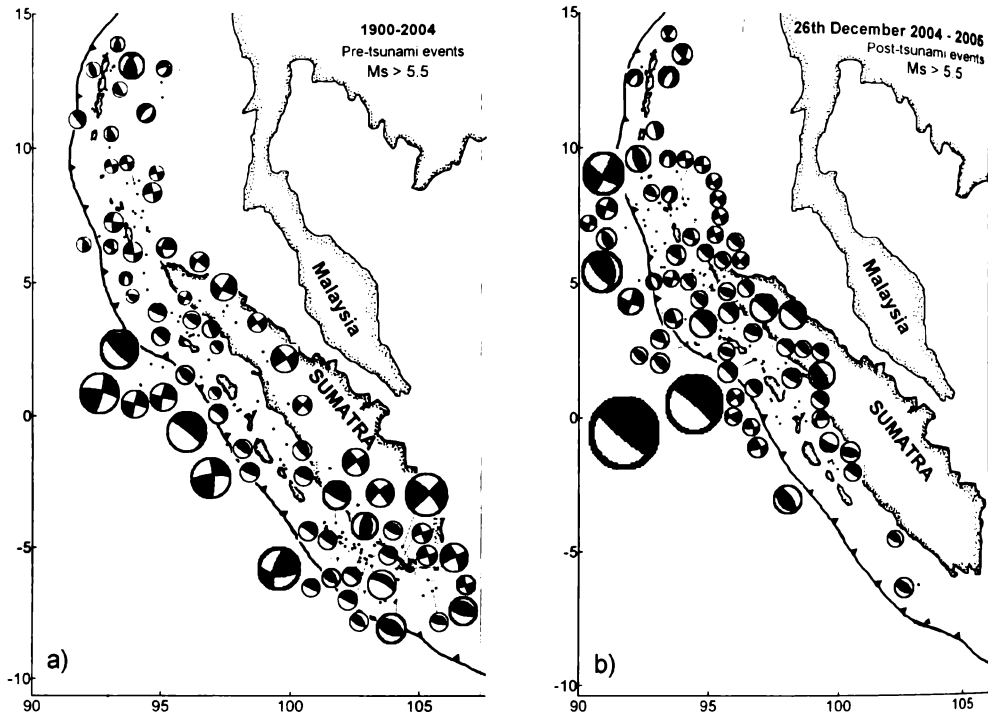 15
10
5
0
-5
-10
90
95
100
105
1900-2004
Pre-tsunami events
Ms > 5.5
Malaysia
SUMATRA
a)
15
10
5
0
-5
-10
90
95
100
105
26th December 2004 - 2005
Post-tsunami events
Ms > 5.5
Malaysia
SUMATRA
b)